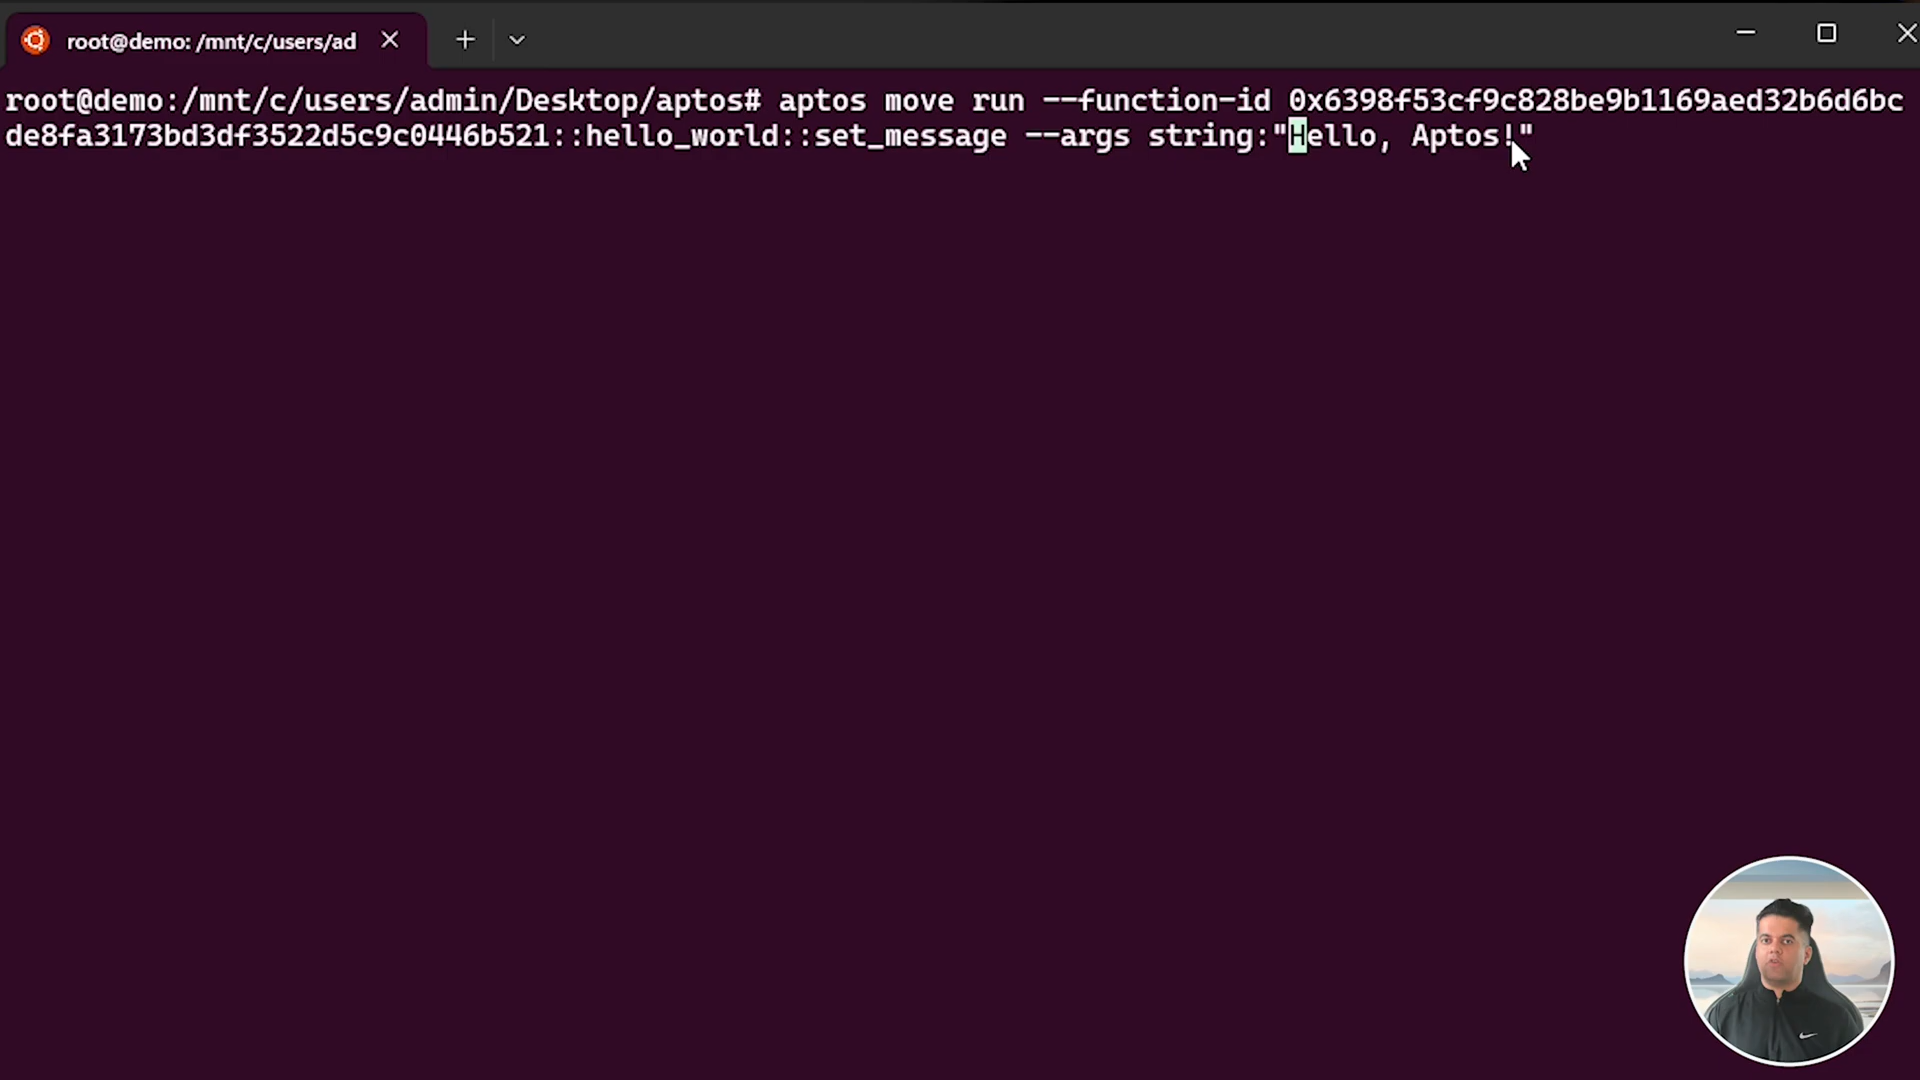 root@demo: /mnt/c/users/ad
root@demo:/mnt/c/users/admin/Desktop/aptos# aptos move run --function-id 0x6398f53cf9c828be9b1169aed32b6d6bc
de8fa3173bd3df3522d5c9c0446b521::hello_world::set_message --args string:"Hello, Aptos!"